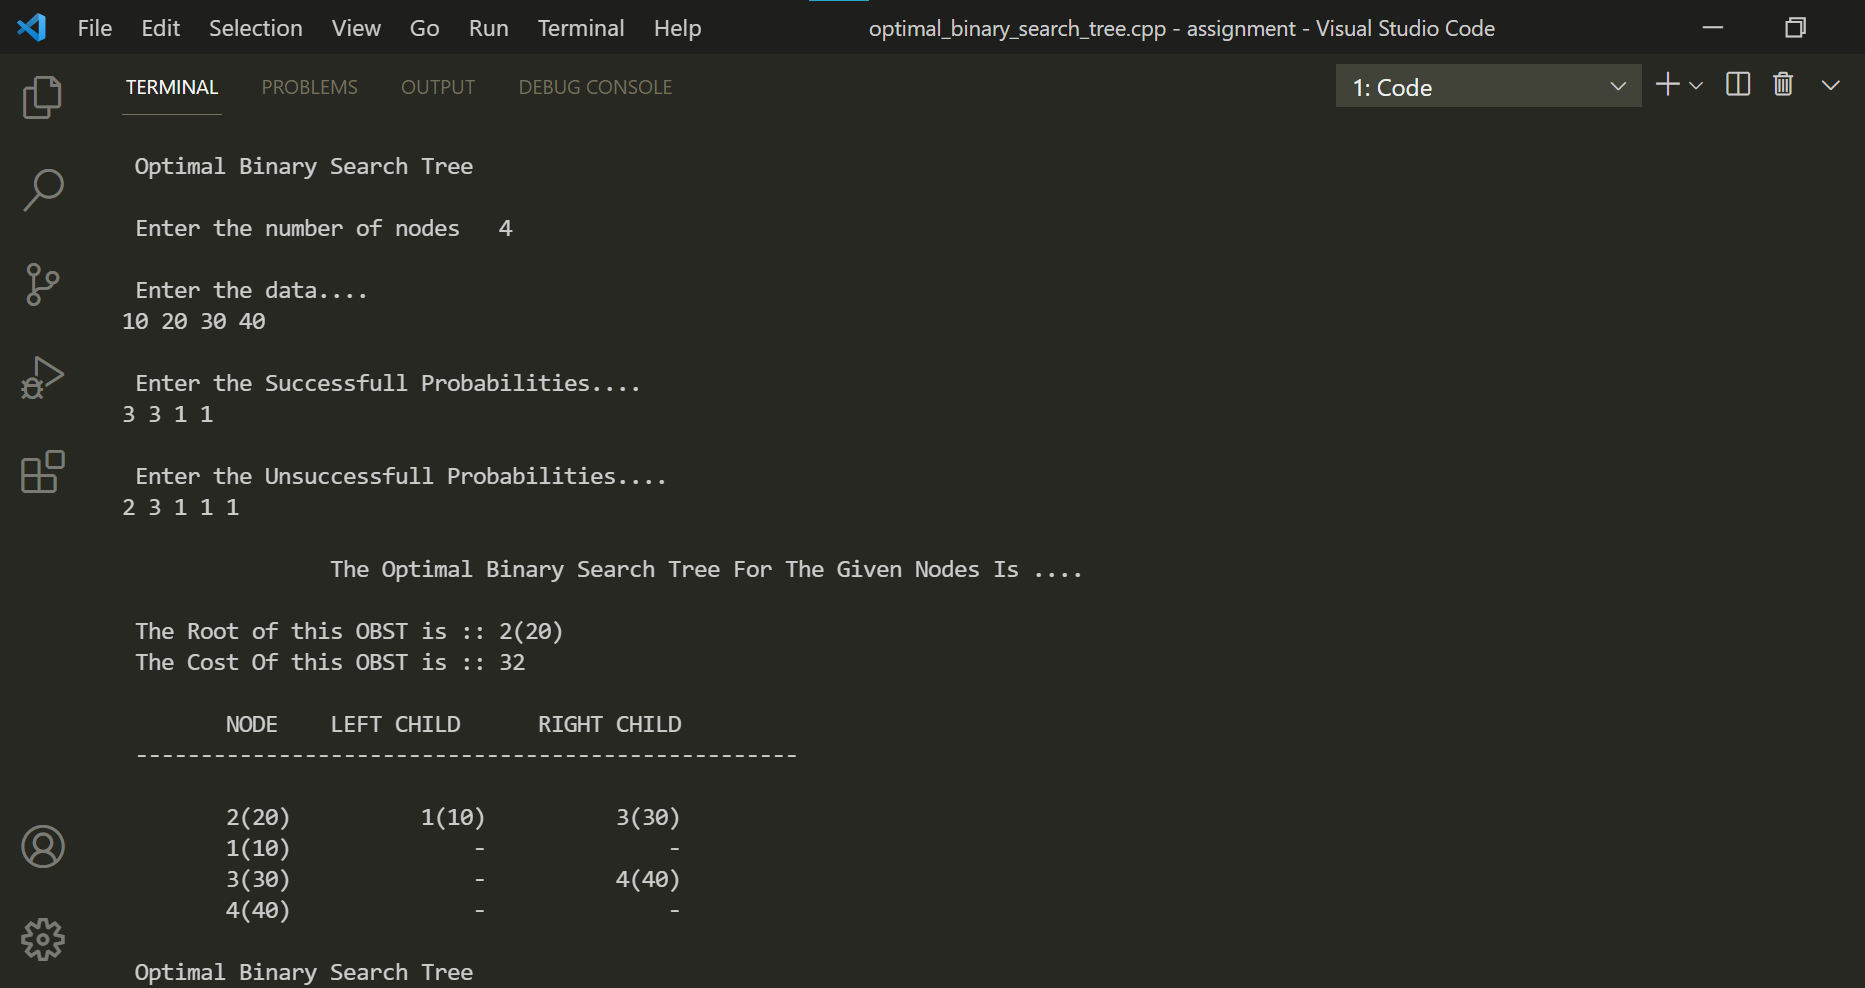 File Edit Selection View Go Run Terminal Help optimal_binary_search_tree.cpp - assignment - Visual Studio Code
TERMINAL PROBLEMS OUTPUT DEBUG CONSOLE 1: Code
Optimal Binary Search Tree
Enter the number of nodes 4
Enter the data....
10 20 30 40
Enter the Successfull Probabilities....
3 3 1 1
Enter the Unsuccessfull Probabilities....
2 3 1 1 1
The Optimal Binary Search Tree For The Given Nodes Is ....
The Root of this OBST is :: 2(20)
The Cost Of this OBST is :: 32
NODE LEFT CHILD RIGHT CHILD
---------------------------------------------------
2(20) 1(10) 3(30)
1(10) - -
3(30) - 4(40)
4(40) - -
Optimal Binary Search Tree